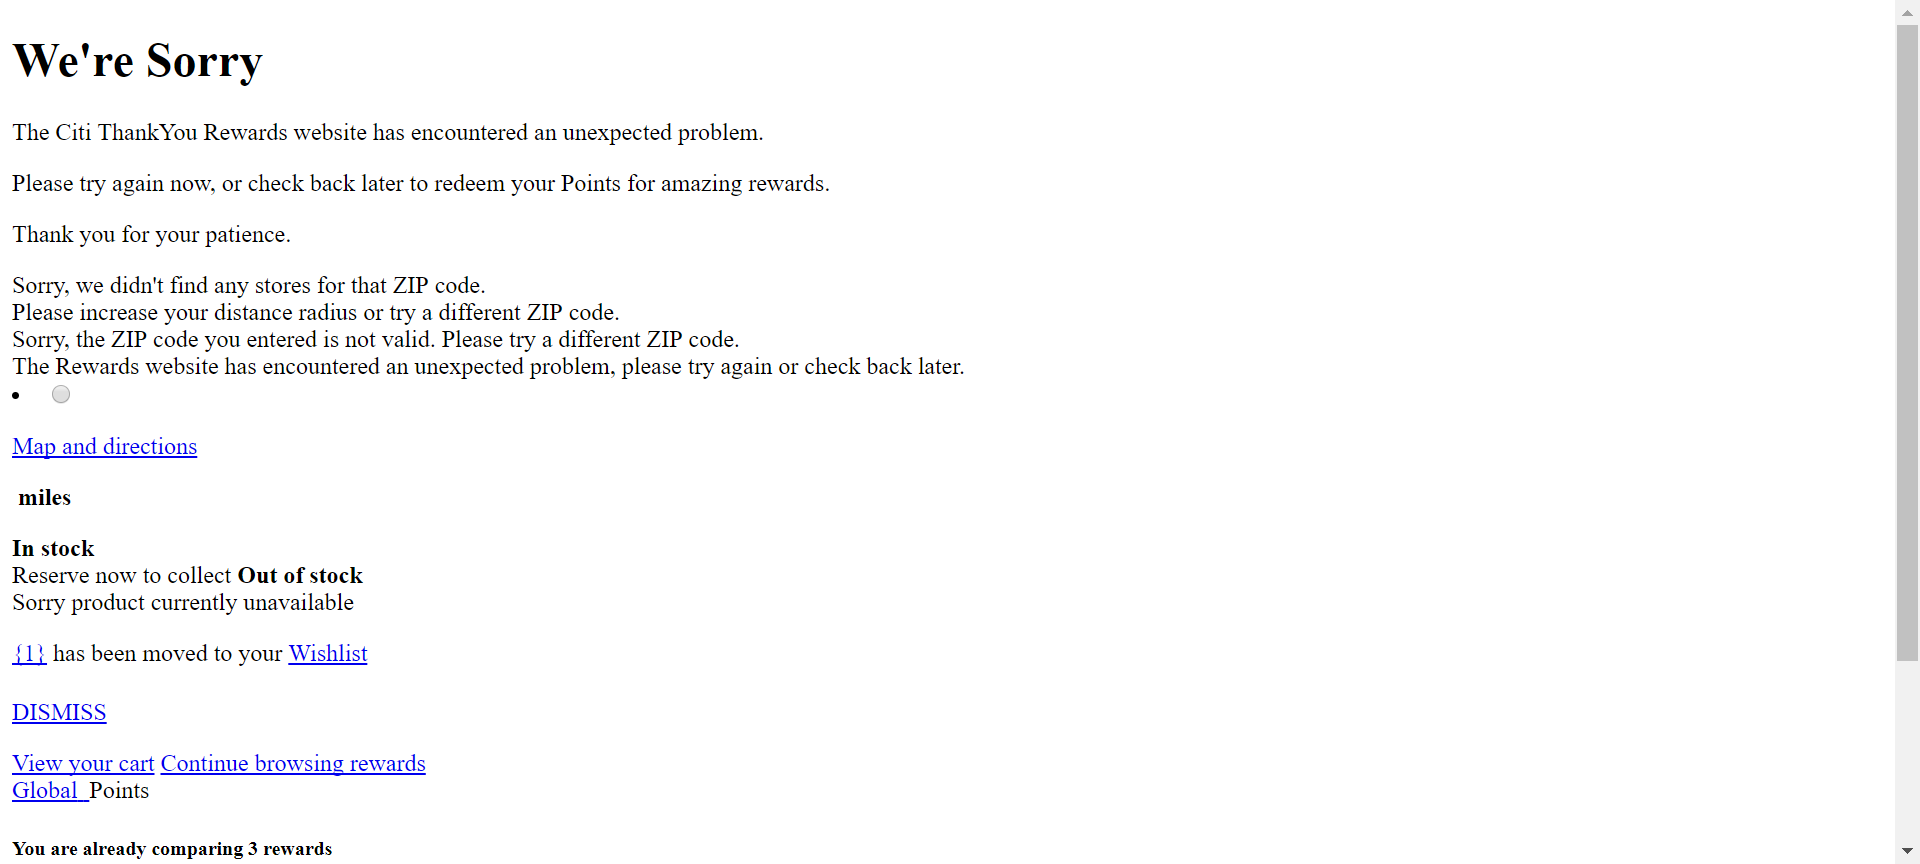 We're Sorry
The Citi ThankYou Rewards website has encountered an unexpected problem.
Please try again now, or check back later to redeem your Points for amazing rewards.
Thank you for your patience.
Sorry, we didn't find any stores for that ZIP code.
Please increase your distance radius or try a different ZIP code.
Sorry, the ZIP code you entered is not valid. Please try a different ZIP code.
The Rewards website has encountered an unexpected problem, please try again or check back later.
Map and directions
miles
In stock
Reserve now to collect Out of stock
Sorry product currently unavailable
{1} has been moved to your Wishlist
DISMISS
View your cart Continue browsing rewards
Global Points
You are already comparing 3 rewards